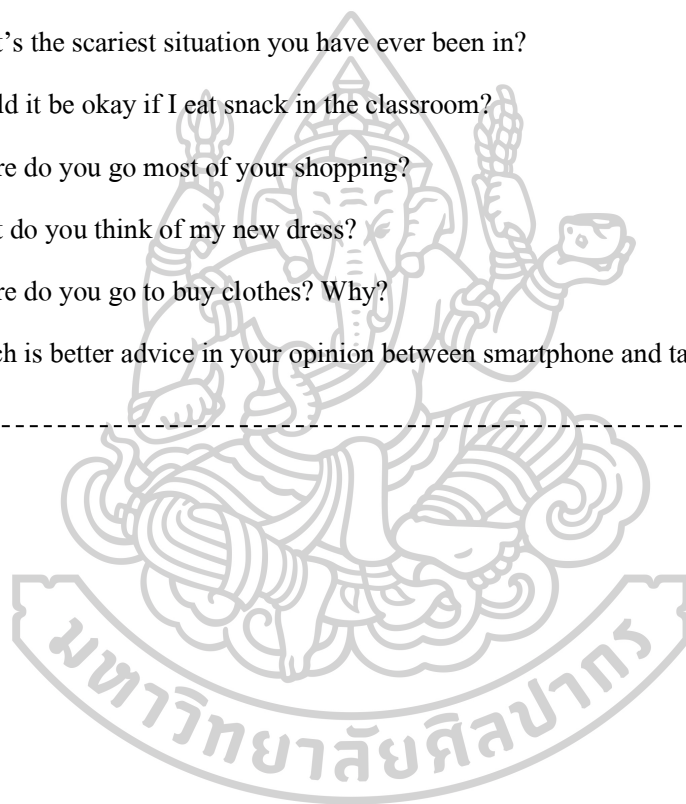 t’s the scariest situation you have ever been in?
ld it be okay if I eat snack in the classroom?
re do you go most of your shopping?
t do you think of my new dress?
re do you go to buy clothes? Why?
ch is better advice in your opinion between smartphone and ta
มหาวิทยาลัยศิลปากร